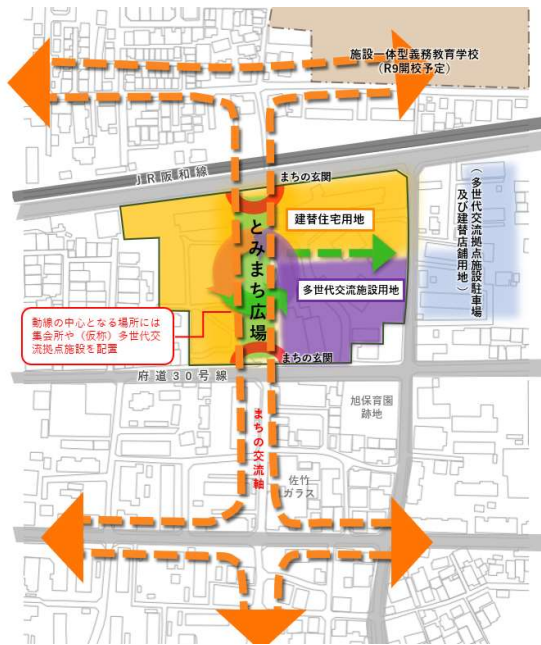 施設一体型義務教育学校
（R9開校予定）
JR阪和線
まちの玄関
建替住宅用地
（多世代交流拠点施設駐車場
及び建替店舗用地）
とみまち広場
多世代交流施設用地
動線の中心となる場所には
集会所や（仮称）多世代交
流拠点施設を配置
まちの玄関
府道30号線
旭保育園
跡地
まちの交流軸
佐竹
ガラス